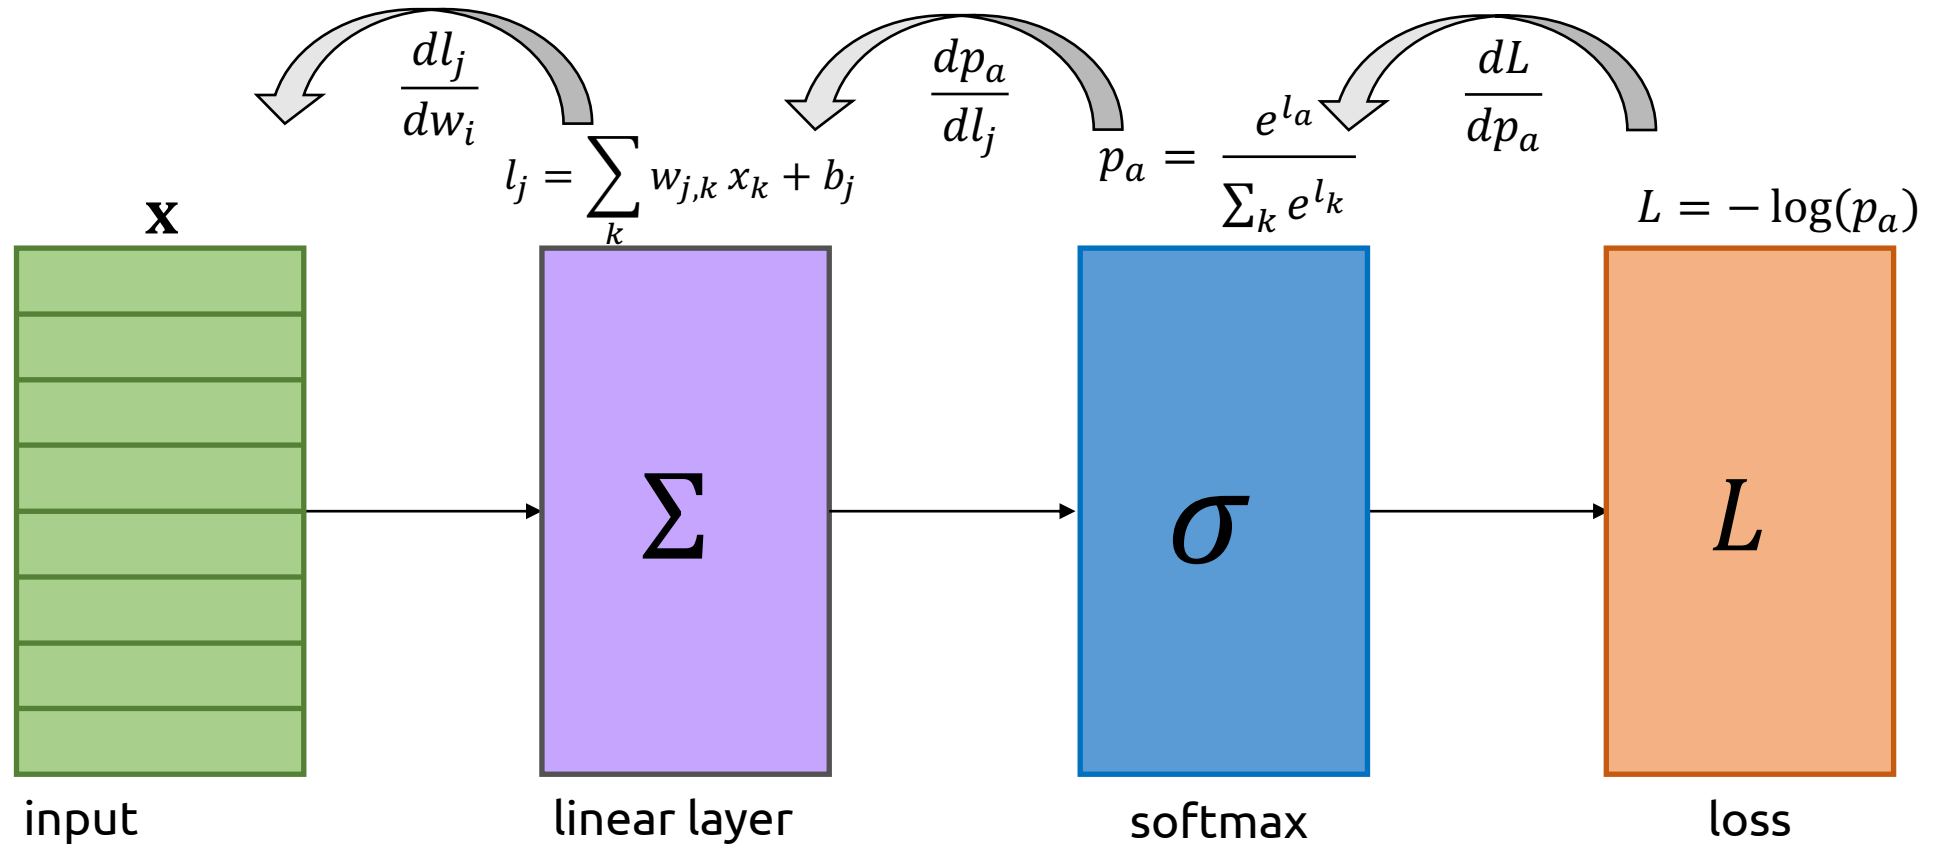 dl_j / dw_i
dp_a / dl_j
dL / dp_a
l_j = ∑_k w_{j,k} x_k + b_j
p_a = e^{l_a} / ∑_k e^{l_k}
L = − log(p_a)
x
Σ
σ
L
input
linear layer
softmax
loss